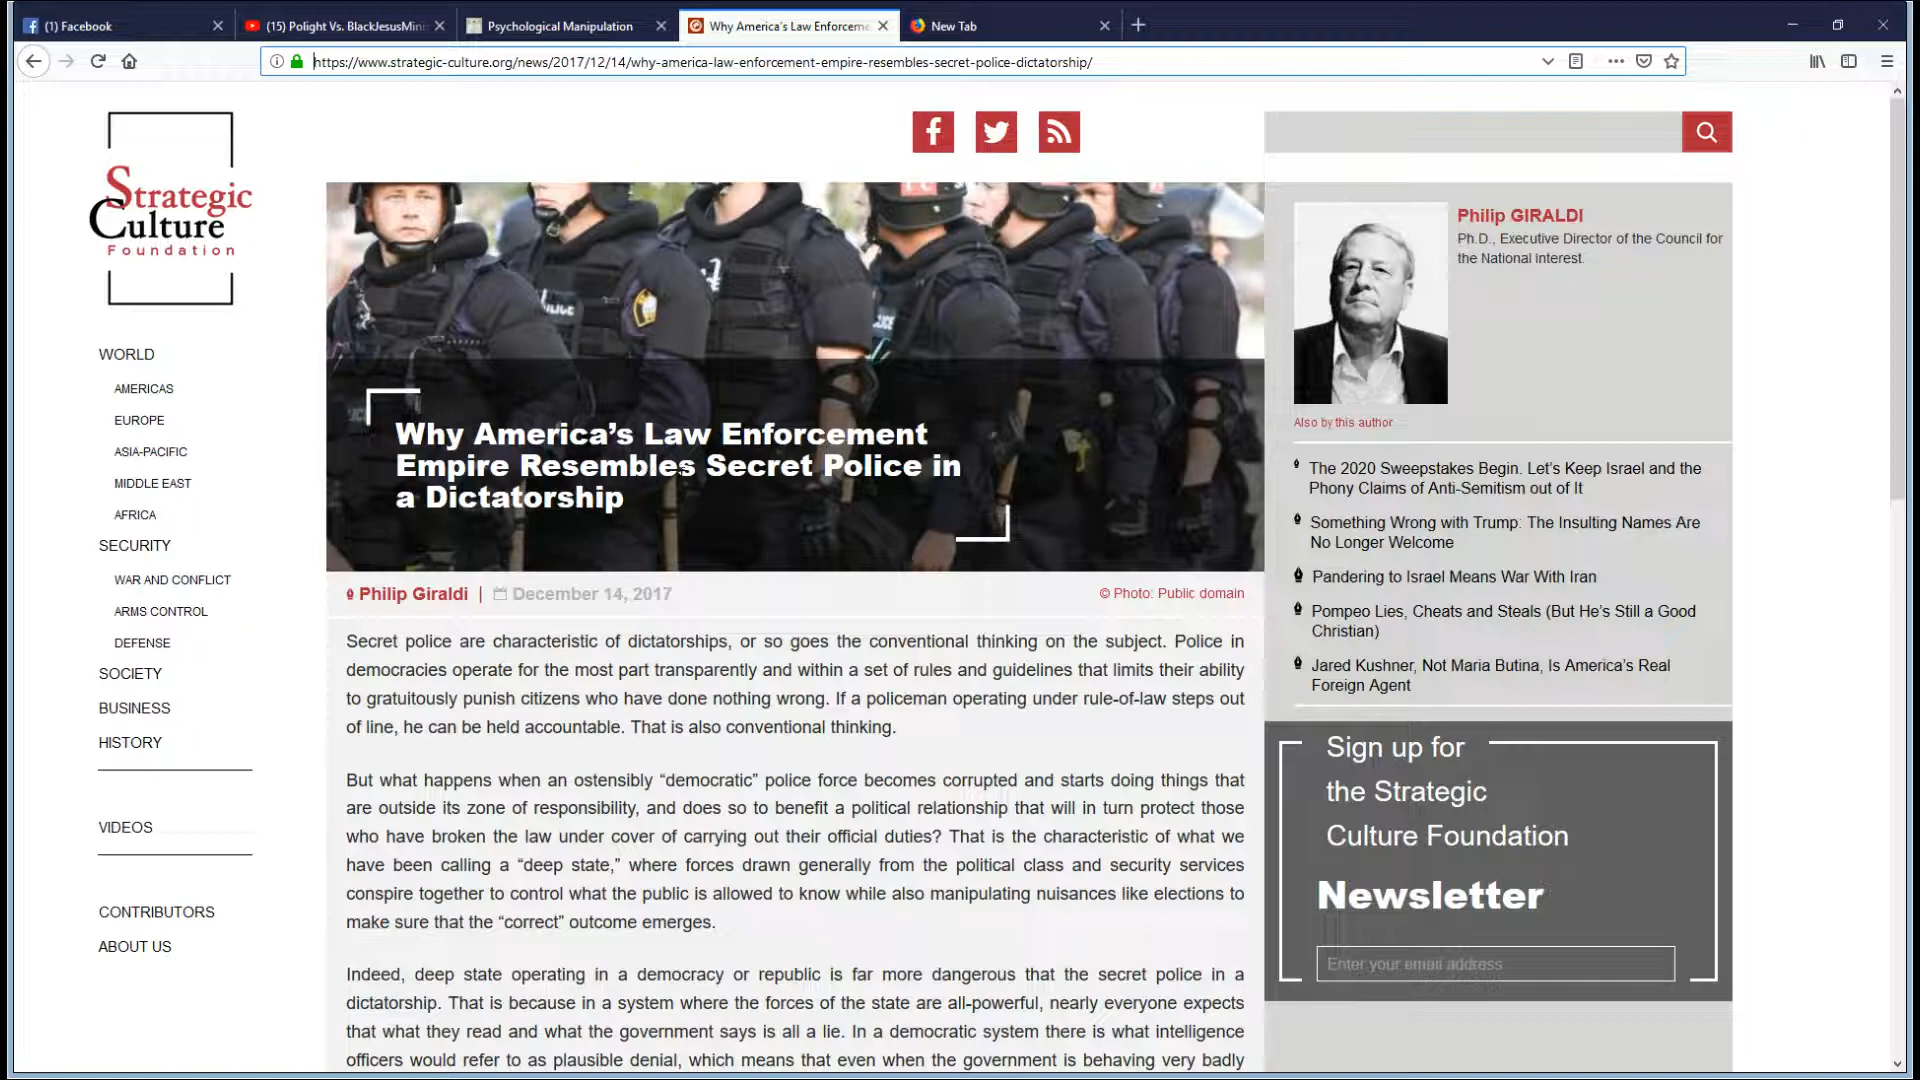 (1) Facebook
(15) Polight Vs. BlackJesusMini
Psychological Manipulation
Why America's Law Enforceme
New Tab
https://www.strategic-culture.org/news/2017/12/14/why-america-law-enforcement-empire-resembles-secret-police-dictatorship/
Strategic
Culture
Foundation
WORLD
AMERICAS
EUROPE
ASIA-PACIFIC
MIDDLE EAST
AFRICA
SECURITY
WAR AND CONFLICT
ARMS CONTROL
DEFENSE
SOCIETY
BUSINESS
HISTORY
VIDEOS
CONTRIBUTORS
ABOUT US
Why America’s Law Enforcement
Empire Resembles Secret Police in
a Dictatorship
Philip Giraldi | December 14, 2017
© Photo: Public domain
Secret police are characteristic of dictatorships, or so goes the conventional thinking on the subject. Police in
democracies operate for the most part transparently and within a set of rules and guidelines that limits their ability
to gratuitously punish citizens who have done nothing wrong. If a policeman operating under rule-of-law steps out
of line, he can be held accountable. That is also conventional thinking.
But what happens when an ostensibly “democratic” police force becomes corrupted and starts doing things that
are outside its zone of responsibility, and does so to benefit a political relationship that will in turn protect those
who have broken the law under cover of carrying out their official duties? That is the characteristic of what we
have been calling a “deep state,” where forces drawn generally from the political class and security services
conspire together to control what the public is allowed to know while also manipulating nuisances like elections to
make sure that the “correct” outcome emerges.
Indeed, deep state operating in a democracy or republic is far more dangerous that the secret police in a
dictatorship. That is because in a system where the forces of the state are all-powerful, nearly everyone expects
that what they read and what the government says is all a lie. In a democratic system there is what intelligence
officers would refer to as plausible denial, which means that even when the government is behaving very badly
Philip GIRALDI
Ph.D., Executive Director of the Council for
the National Interest.
Also by this author
The 2020 Sweepstakes Begin. Let’s Keep Israel and the
Phony Claims of Anti-Semitism out of It
Something Wrong with Trump: The Insulting Names Are
No Longer Welcome
Pandering to Israel Means War With Iran
Pompeo Lies, Cheats and Steals (But He’s Still a Good
Christian)
Jared Kushner, Not Maria Butina, Is America’s Real
Foreign Agent
Sign up for
the Strategic
Culture Foundation
Newsletter
Enter your email address